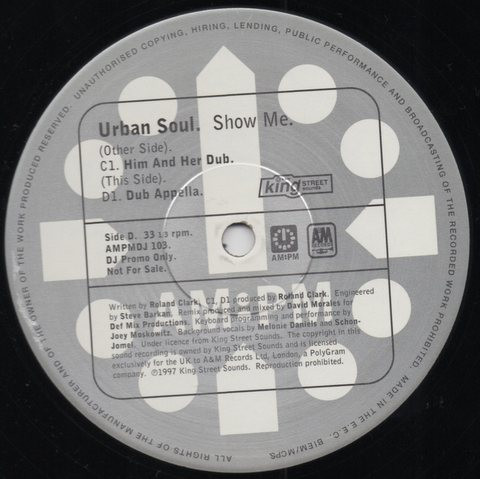 UNAUTHORISED COPYING, HIRING, LENDING, PUBLIC PERFORMANCE AND BROADCASTING OF THE RECORDED WORK PROHIBITED. MADE IN THE E.E.C. BIEM/MCPS
ALL RIGHTS OF THE MANUFACTURER AND OF THE OWNER OF THE WORK PRODUCED RESERVED.
Urban Soul. Show Me.
(Other Side).
C1. Him And Her Dub.
(This Side).
D1. Dub Appella.
king STREET sounds
Side D. 33 1/3 rpm.
AMPMDJ 103.
DJ Promo Only.
Not For Sale.
AM:PM
A&M RECORDS
AM:PM
Written by Roland Clark. C1, D1 produced by Roland Clark. Engineered
by Steve Barkan. Remix produced and mixed by David Morales for
Def Mix Productions. Keyboard programming and performance by
Joey Moskowitz. Background vocals by Melonie Daniels and Schon-
Jomel. Under licence from King Street Sounds. The copyright in this
sound recording is owned by King Street Sounds and is licensed
exclusively for the UK to A&M Records Ltd, London, a PolyGram
company. ℗1997 King Street Sounds. Reproduction prohibited.